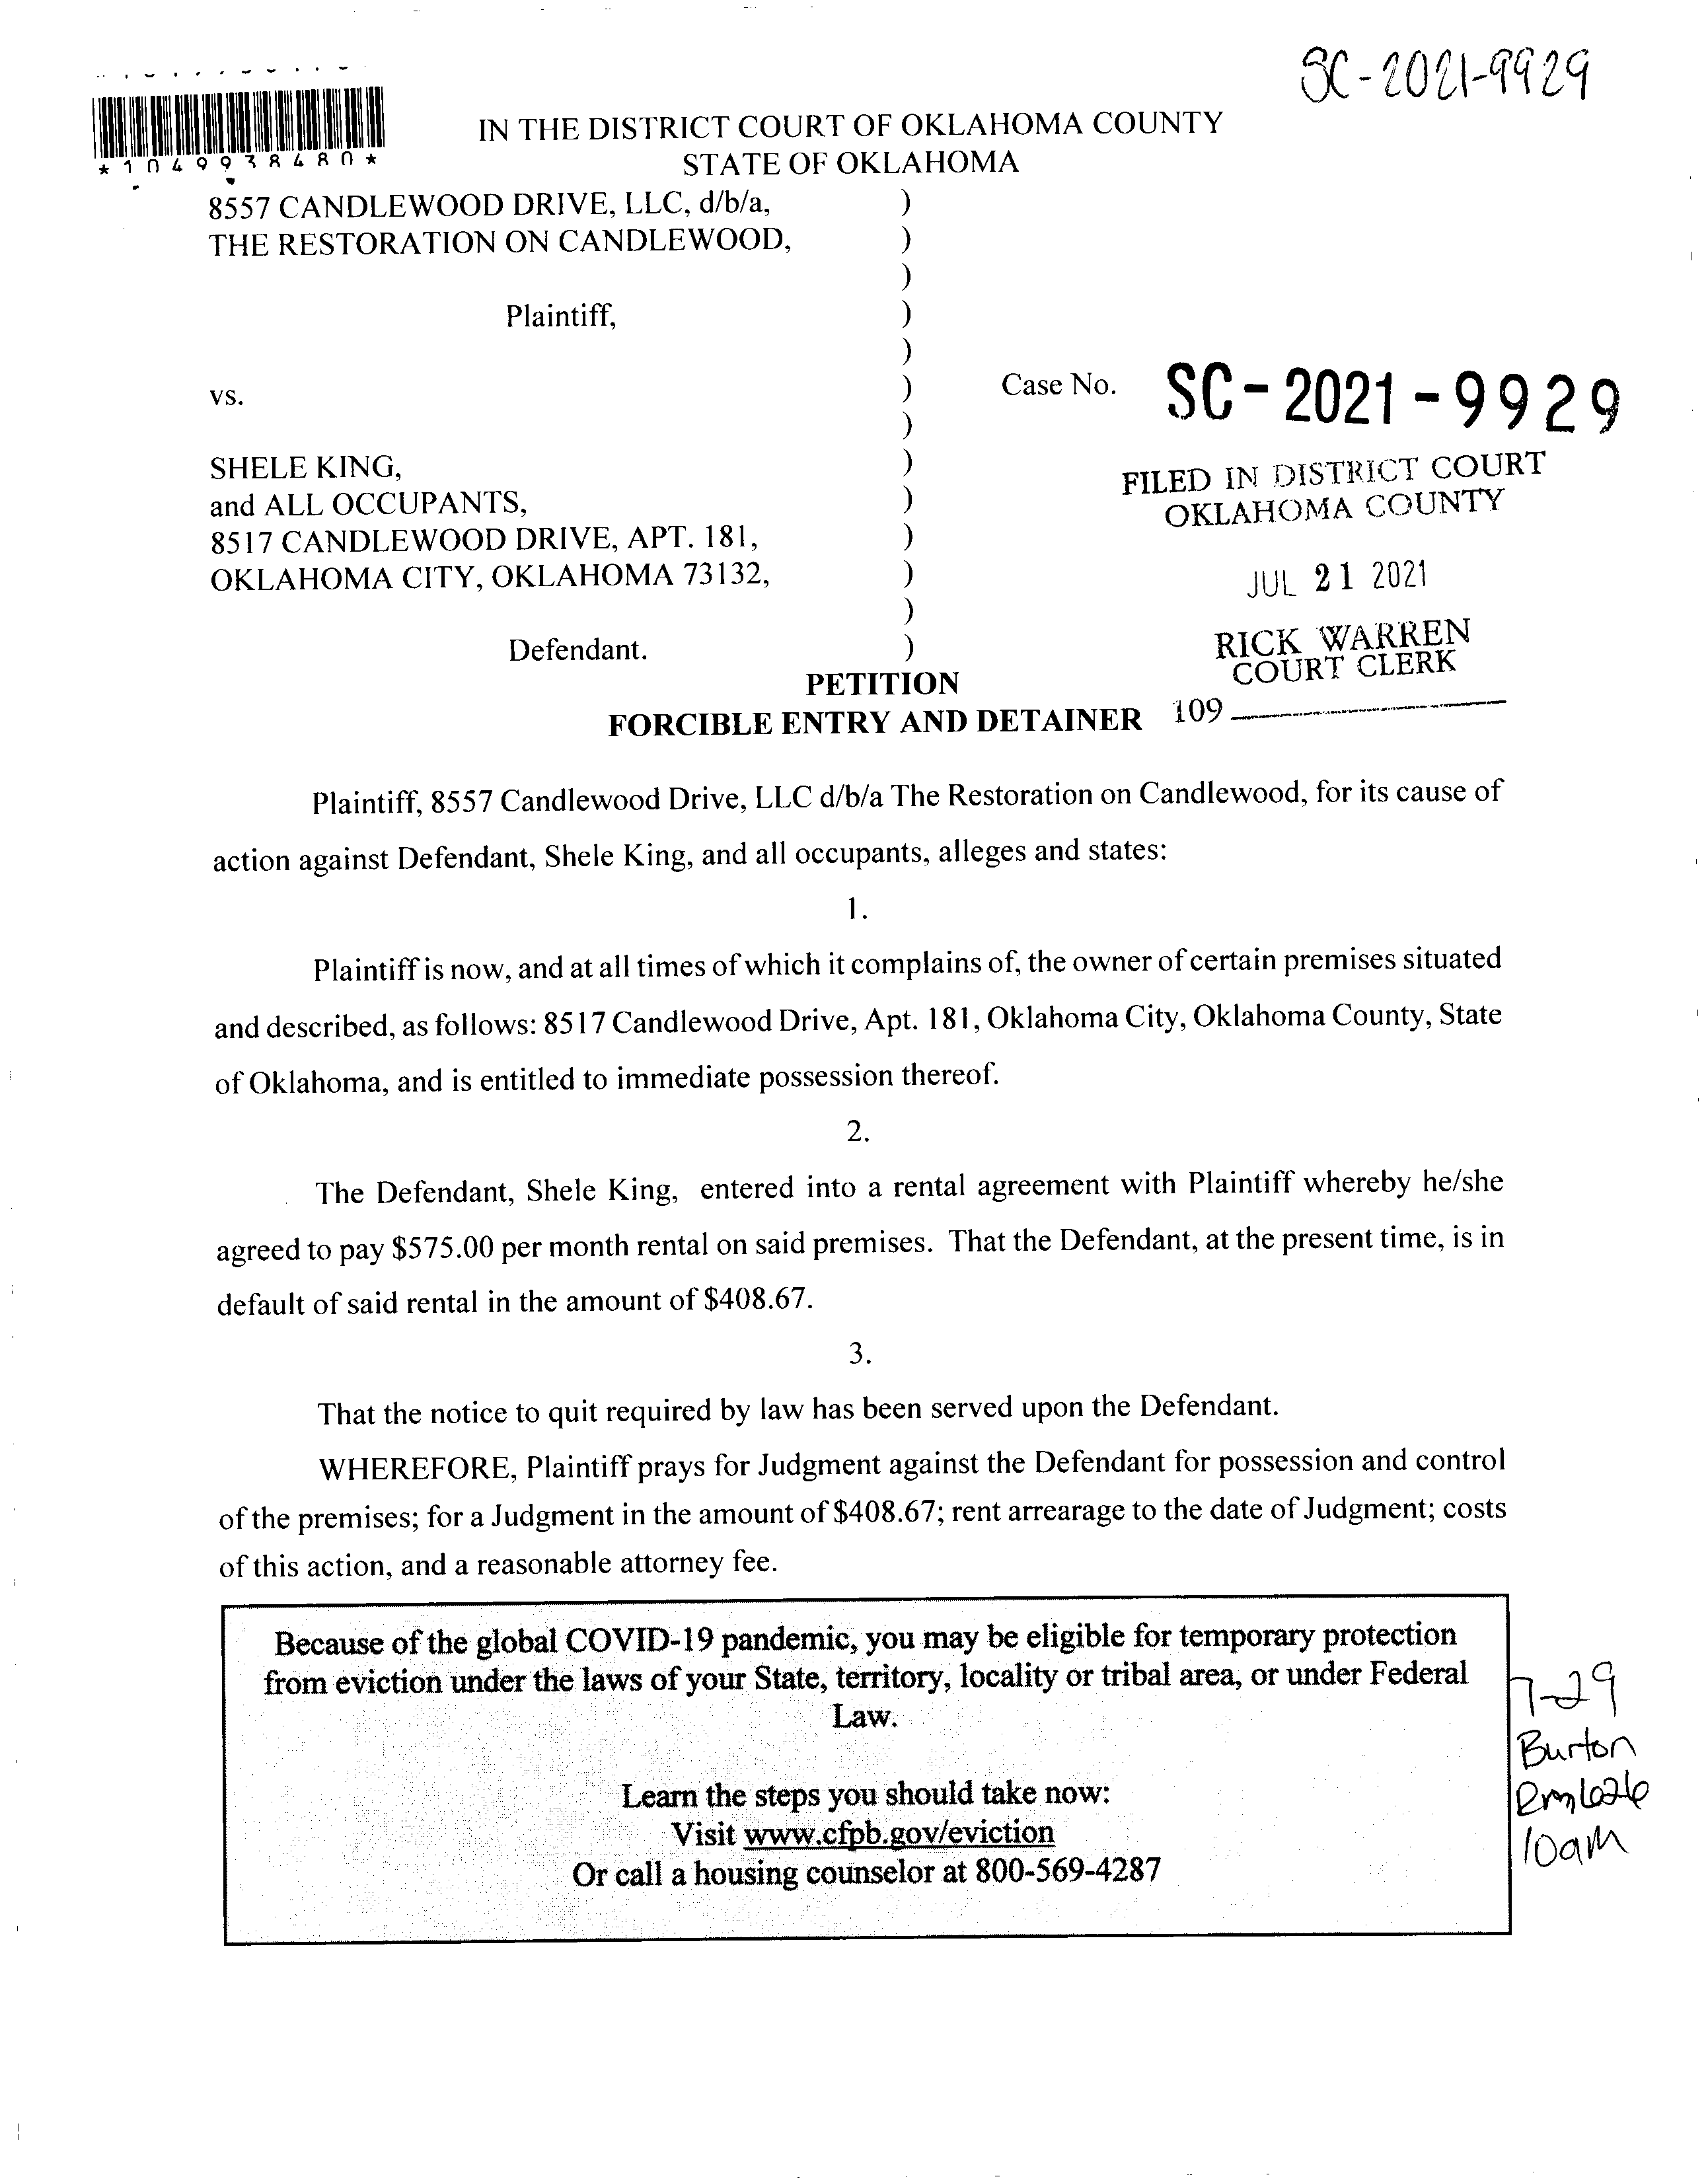 SC-2021-9929
*1049938480*
IN THE DISTRICT COURT OF OKLAHOMA COUNTY
STATE OF OKLAHOMA
8557 CANDLEWOOD DRIVE, LLC, d/b/a, )
THE RESTORATION ON CANDLEWOOD, )
)
Plaintiff, )
)
vs. ) Case No. SC-2021-9929
)
SHELE KING, )
and ALL OCCUPANTS, )
8517 CANDLEWOOD DRIVE, APT. 181, )
OKLAHOMA CITY, OKLAHOMA 73132, )
)
Defendant. )
FILED IN DISTRICT COURT
OKLAHOMA COUNTY
JUL 21 2021
RICK WARREN
COURT CLERK
109
PETITION
FORCIBLE ENTRY AND DETAINER
Plaintiff, 8557 Candlewood Drive, LLC d/b/a The Restoration on Candlewood, for its cause of
action against Defendant, Shele King, and all occupants, alleges and states:
1.
Plaintiff is now, and at all times of which it complains of, the owner of certain premises situated
and described, as follows: 8517 Candlewood Drive, Apt. 181, Oklahoma City, Oklahoma County, State
of Oklahoma, and is entitled to immediate possession thereof.
2.
The Defendant, Shele King, entered into a rental agreement with Plaintiff whereby he/she
agreed to pay $575.00 per month rental on said premises. That the Defendant, at the present time, is in
default of said rental in the amount of $408.67.
3.
That the notice to quit required by law has been served upon the Defendant.
WHEREFORE, Plaintiff prays for Judgment against the Defendant for possession and control
of the premises; for a Judgment in the amount of $408.67; rent arrearage to the date of Judgment; costs
of this action, and a reasonable attorney fee.
Because of the global COVID-19 pandemic, you may be eligible for temporary protection
from eviction under the laws of your State, territory, locality or tribal area, or under Federal
Law.
Learn the steps you should take now:
Visit www.cfpb.gov/eviction
Or call a housing counselor at 800-569-4287
7-29
Burton
Rm 626
10am